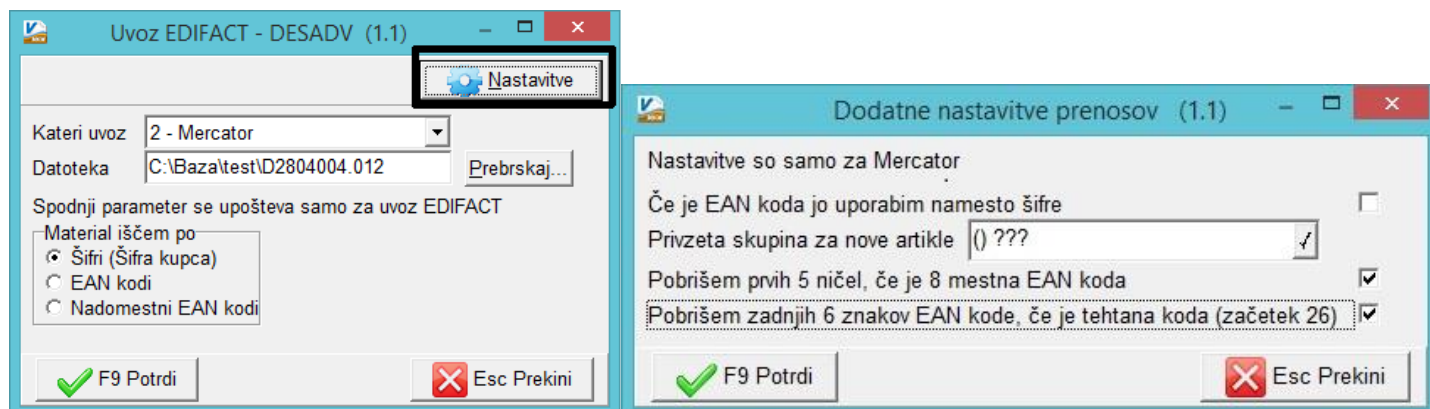 Uvoz EDIFACT - DESADV (1.1)
Nastavitve
Kateri uvoz 2 - Mercator
Datoteka C:\Baza\test\D2804004.012 Prebrskaj...
Spodnji parameter se upošteva samo za uvoz EDIFACT
Material iščem po
Šifri (Šifra kupca)
EAN kodi
Nadomestni EAN kodi
F9 Potrdi Esc Prekini
Dodatne nastavitve prenosov (1.1)
Nastavitve so samo za Mercator
Če je EAN koda jo uporabim namesto šifre
Privzeta skupina za nove artikle () ???
Pobrišem prvih 5 ničel, če je 8 mestna EAN koda
Pobrišem zadnjih 6 znakov EAN kode, če je tehtana koda (začetek 26)
F9 Potrdi Esc Prekini